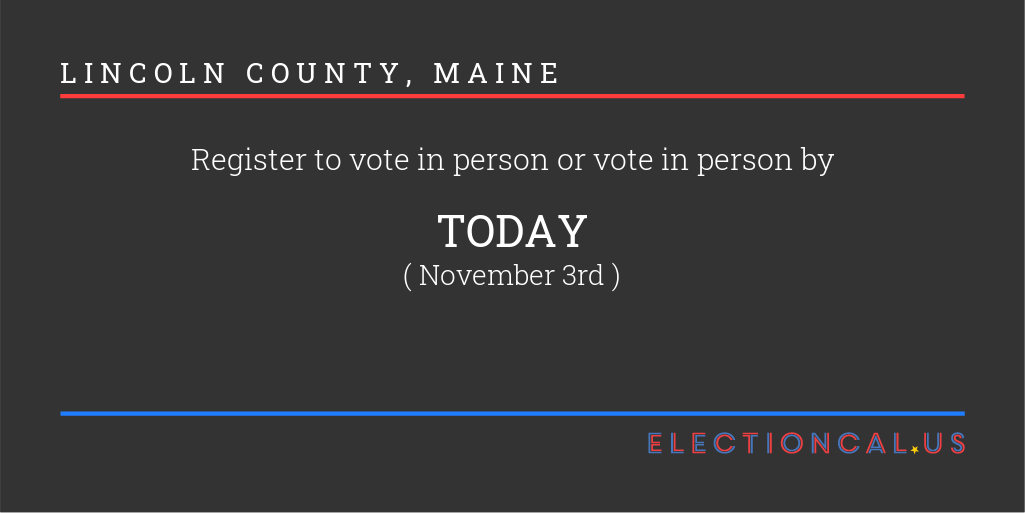 LINCOLN COUNTY, MAINE
Register to vote in person or vote in person by
TODAY
( November 3rd )
ELECTIONCAL.US